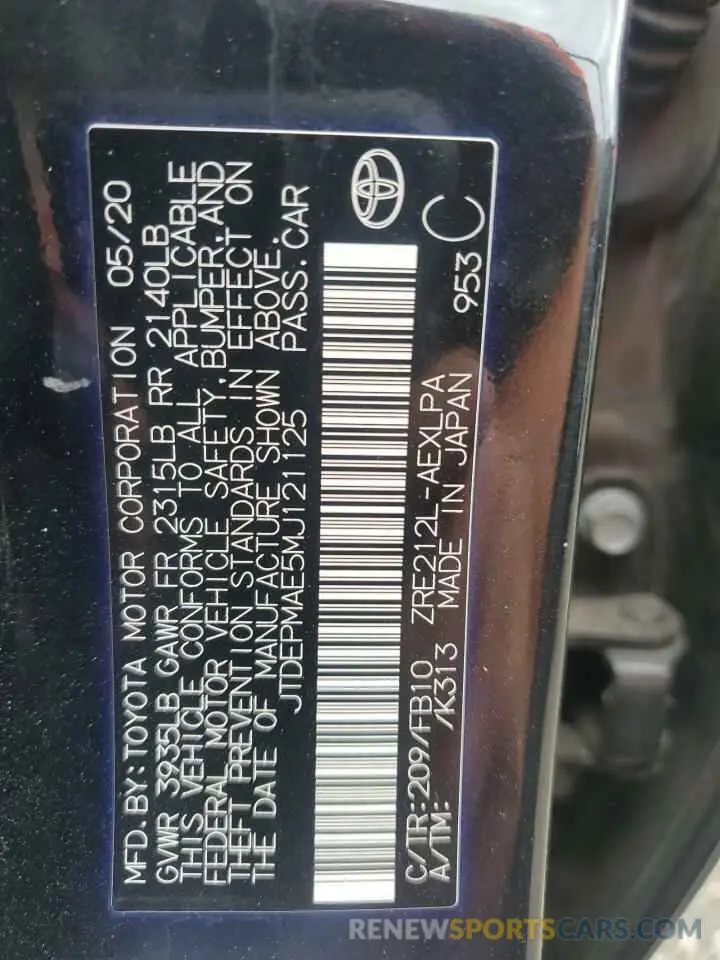 MFD. BY: TOYOTA MOTOR CORPORATION 05/20
GVWR 3935LB GAWR FR 2315LB RR 2140LB
THIS VEHICLE CONFORMS TO ALL APPLICABLE
FEDERAL MOTOR VEHICLE SAFETY, BUMPER, AND
THEFT PREVENTION STANDARDS IN EFFECT ON
THE DATE OF MANUFACTURE SHOWN ABOVE.
JTDEPMAE5MJ121125 PASS. CAR
C/TR: 209/FB10 ZRE212L-AEXLPA 953 C
A/TM: /K313 MADE IN JAPAN
RENEWSPORTSCARS.COM